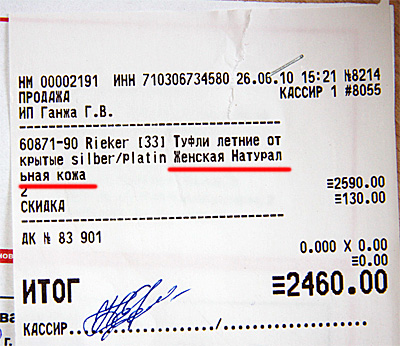 НМ 00002191 ИНН 710306734580 26.06.10 15:21 №8214
ПРОДАЖА КАССИР 1 #8055
ИП Ганжа Г.В.
60871-90 Rieker [33] Туфли летние от
крытые silber/platin Женская Натурал
ьная кожа
2 ≡2590.00
СКИДКА ≡130.00
ДК № 83 901
0.000 X 0.00
≡0.00
ИТОГ ≡2460.00
КАССИР